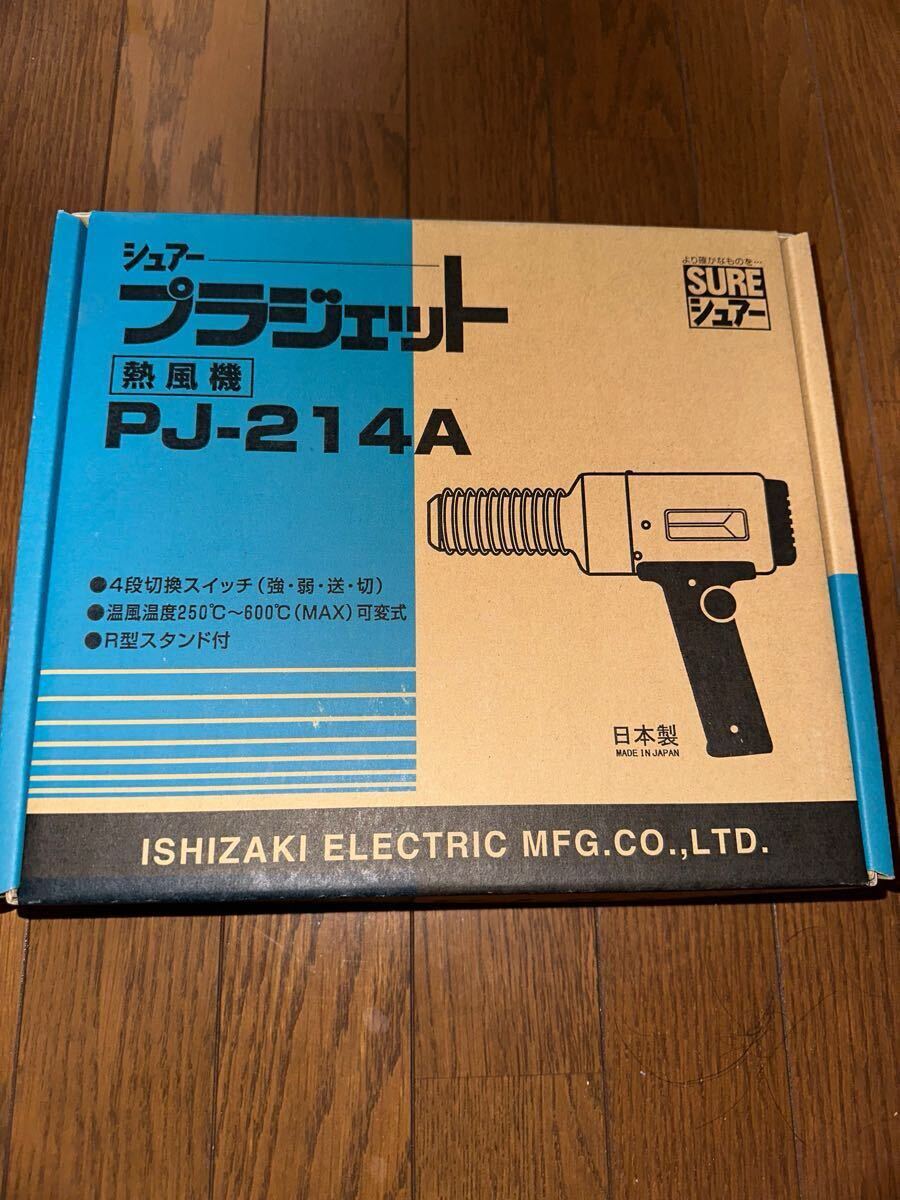 シュアー
プラジェット
熱風機
PJ-214A
より確かなものを…
SURE
シュアー
●4段切換スイッチ(強・弱・送・切)
●温風温度250℃~600℃(MAX)可変式
●R型スタンド付
日本製
MADE IN JAPAN
ISHIZAKI ELECTRIC MFG.CO.,LTD.